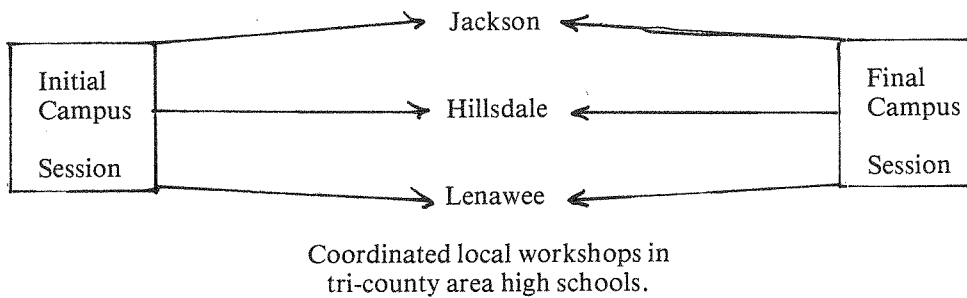 Jackson
Initial
Campus
Session
Hillsdale
Final
Campus
Session
Lenawee
Coordinated local workshops in
tri-county area high schools.